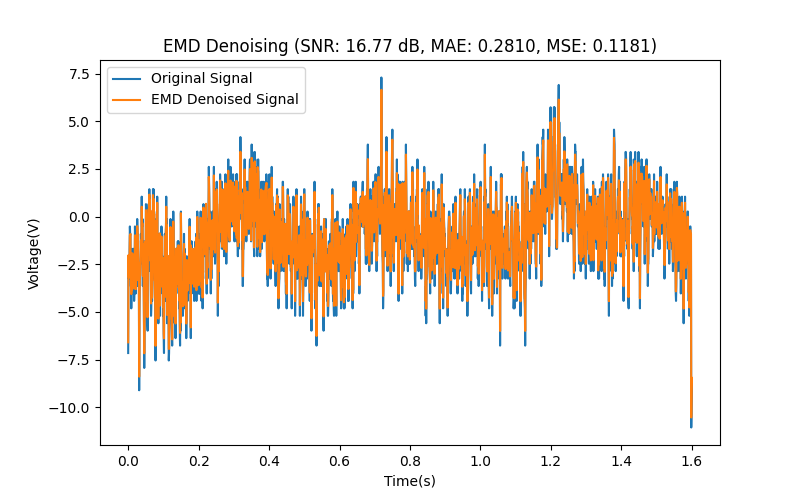 EMD Denoising (SNR: 16.77 dB, MAE: 0.2810, MSE: 0.1181)
Original Signal
EMD Denoised Signal
7.5
5.0
2.5
0.0
−2.5
−5.0
−7.5
−10.0
Voltage(V)
0.0 0.2 0.4 0.6 0.8 1.0 1.2 1.4 1.6
Time(s)